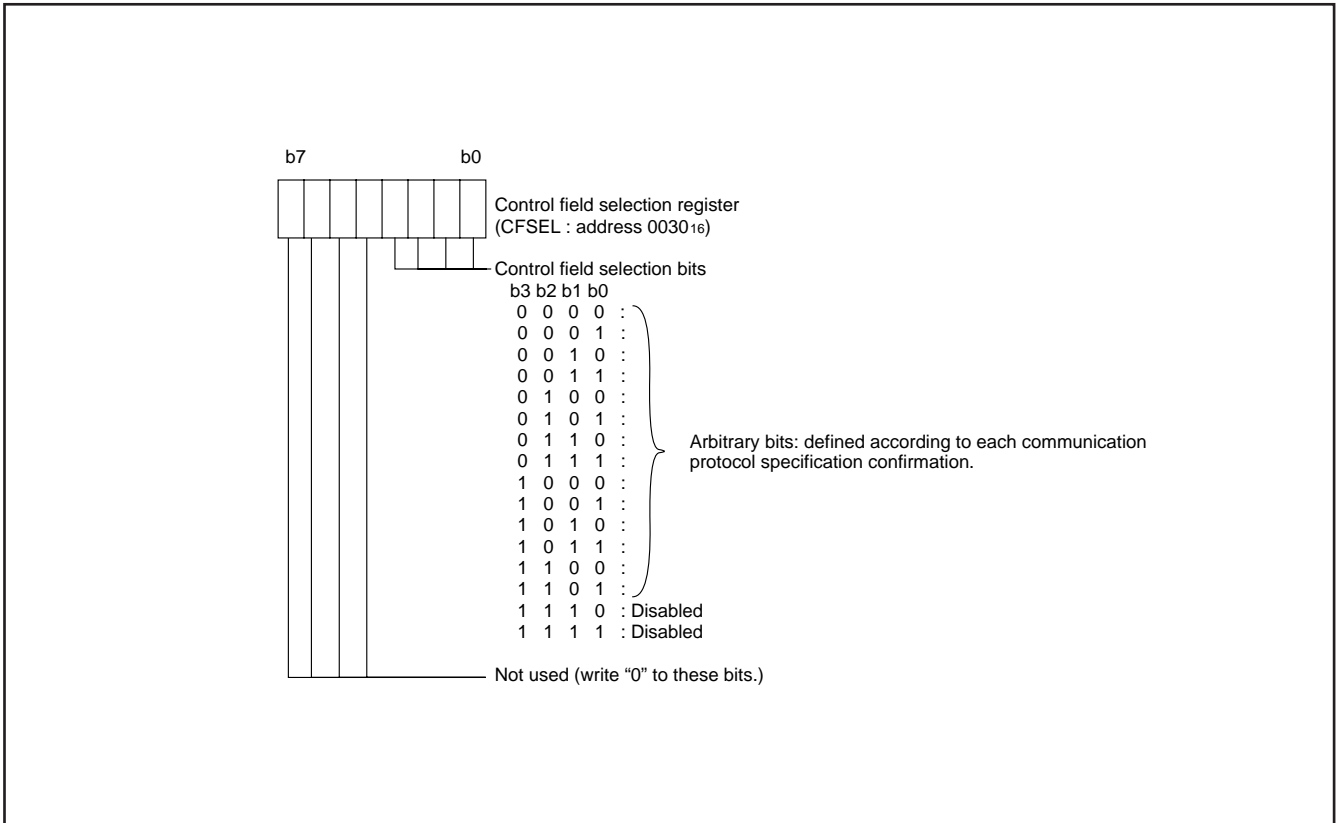 b7 b0
Control field selection register
(CFSEL : address 003016)
Control field selection bits
b3 b2 b1 b0
0 0 0 0 :
0 0 0 1 :
0 0 1 0 :
0 0 1 1 :
0 1 0 0 :
0 1 0 1 :
0 1 1 0 :
0 1 1 1 :
1 0 0 0 :
1 0 0 1 :
1 0 1 0 :
1 0 1 1 :
1 1 0 0 :
1 1 0 1 :
Arbitrary bits: defined according to each communication
protocol specification confirmation.
1 1 1 0 : Disabled
1 1 1 1 : Disabled
Not used (write “0” to these bits.)